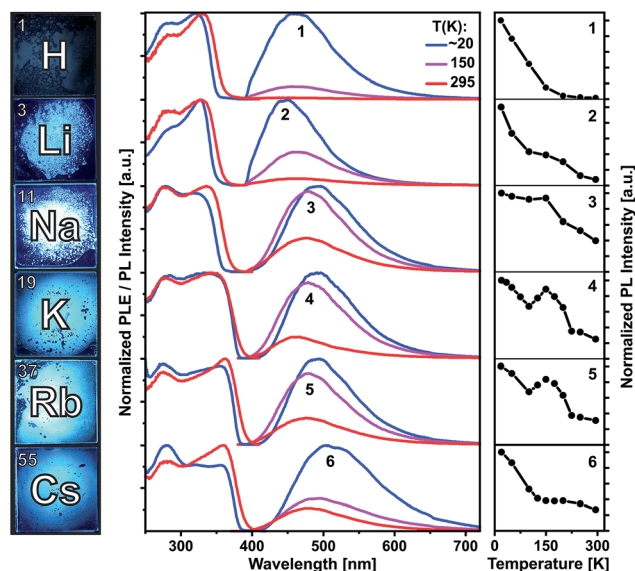 1
H
3
Li
11
Na
19
K
37
Rb
55
Cs
Normalized PLE / PL Intensity [a.u.]
T(K):
~20
150
295
1
2
3
4
5
6
300 400 500 600 700
Wavelength [nm]
1
2
3
4
5
6
0 150 300
Temperature [K]
Normalized PL Intensity [a.u.]